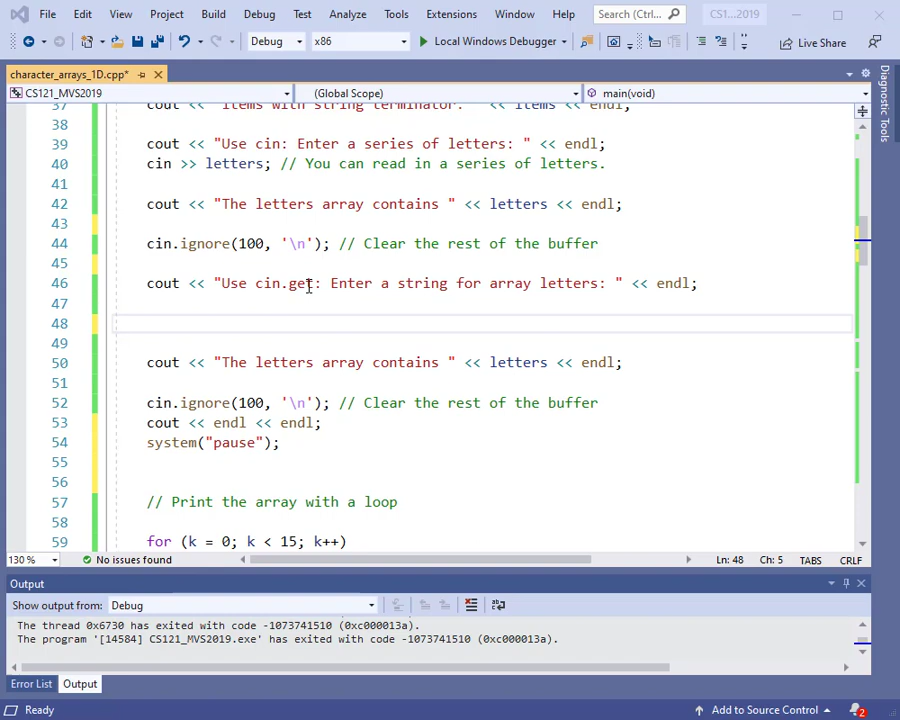 File Edit View Project Build Debug Test Analyze Tools Extensions Window Help Search (Ctrl... CS1...2019
Debug x86 Local Windows Debugger Live Share
character_arrays_1D.cpp*
CS121_MVS2019 (Global Scope) main(void)
Diagnostic Tools
37 cout << "Items with string terminator: " << items << endl;
38
39 cout << "Use cin: Enter a series of letters: " << endl;
40 cin >> letters; // You can read in a series of letters.
41
42 cout << "The letters array contains " << letters << endl;
43
44 cin.ignore(100, '\n'); // Clear the rest of the buffer
45
46 cout << "Use cin.get: Enter a string for array letters: " << endl;
47
48
49
50 cout << "The letters array contains " << letters << endl;
51
52 cin.ignore(100, '\n'); // Clear the rest of the buffer
53 cout << endl << endl;
54 system("pause");
55
56
57 // Print the array with a loop
58
59 for (k = 0; k < 15; k++)
130 % No issues found Ln: 48 Ch: 5 TABS CRLF
Output
Show output from: Debug
The thread 0x6730 has exited with code -1073741510 (0xc000013a).
The program '[14584] CS121_MVS2019.exe' has exited with code -1073741510 (0xc000013a).
Error List Output
Ready Add to Source Control 2